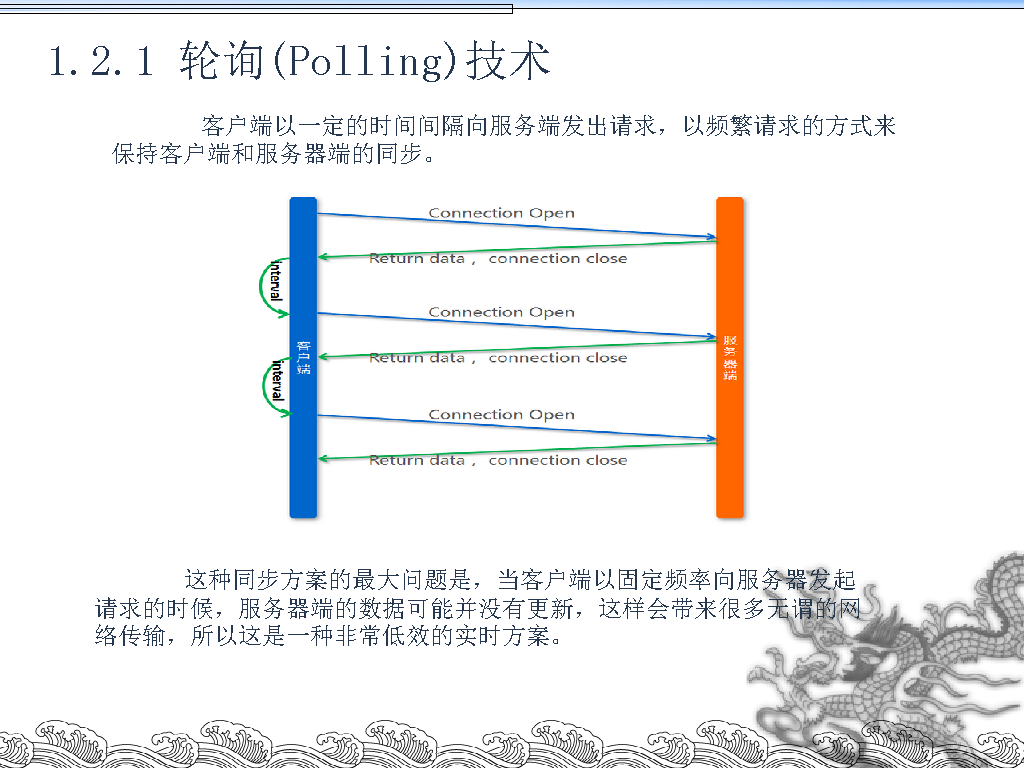 1.2.1 轮询(Polling)技术
客户端以一定的时间间隔向服务端发出请求，以频繁请求的方式来
保持客户端和服务器端的同步。
Connection Open
Return data， connection close
interval
Connection Open
客户端
服务器端
Return data， connection close
interval
Connection Open
Return data， connection close
这种同步方案的最大问题是，当客户端以固定频率向服务器发起
请求的时候，服务器端的数据可能并没有更新，这样会带来很多无谓的网
络传输，所以这是一种非常低效的实时方案。